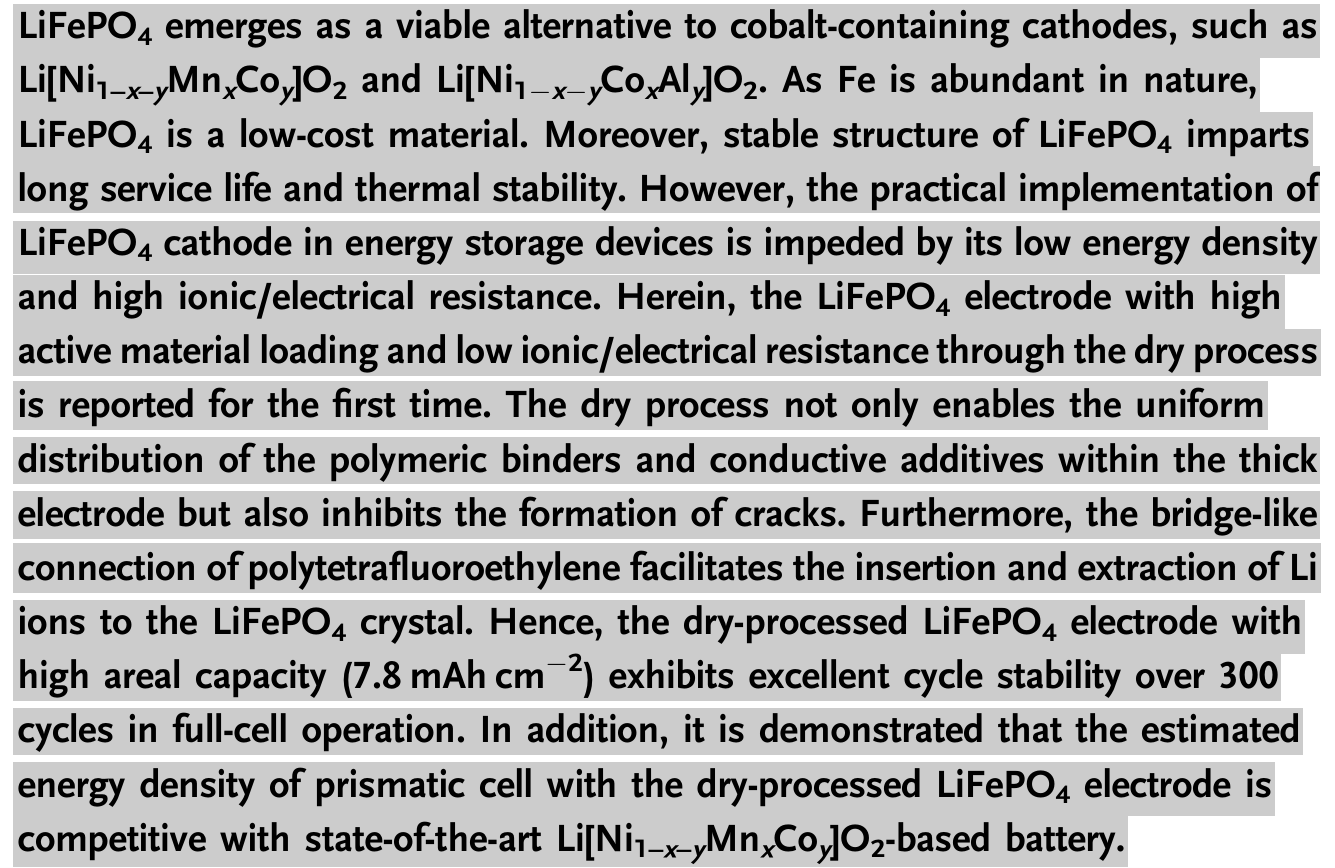 LiFePO₄ emerges as a viable alternative to cobalt-containing cathodes, such as
Li[Ni₁₋ₓ₋ᵧMnₓCoᵧ]O₂ and Li[Ni₁₋ₓ₋ᵧCoₓAlᵧ]O₂. As Fe is abundant in nature,
LiFePO₄ is a low-cost material. Moreover, stable structure of LiFePO₄ imparts
long service life and thermal stability. However, the practical implementation of
LiFePO₄ cathode in energy storage devices is impeded by its low energy density
and high ionic/electrical resistance. Herein, the LiFePO₄ electrode with high
active material loading and low ionic/electrical resistance through the dry process
is reported for the first time. The dry process not only enables the uniform
distribution of the polymeric binders and conductive additives within the thick
electrode but also inhibits the formation of cracks. Furthermore, the bridge-like
connection of polytetrafluoroethylene facilitates the insertion and extraction of Li
ions to the LiFePO₄ crystal. Hence, the dry-processed LiFePO₄ electrode with
high areal capacity (7.8 mAh cm⁻²) exhibits excellent cycle stability over 300
cycles in full-cell operation. In addition, it is demonstrated that the estimated
energy density of prismatic cell with the dry-processed LiFePO₄ electrode is
competitive with state-of-the-art Li[Ni₁₋ₓ₋ᵧMnₓCoᵧ]O₂-based battery.